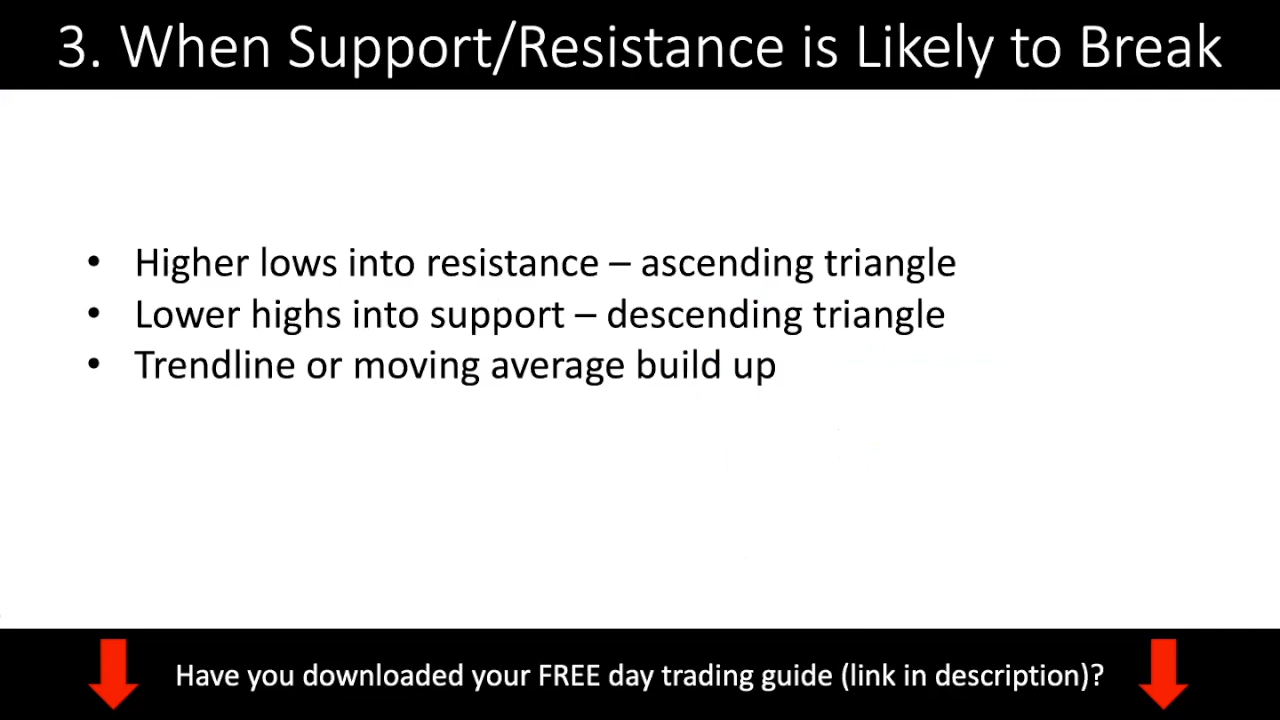 3. When Support/Resistance is Likely to Break
• Higher lows into resistance – ascending triangle
• Lower highs into support – descending triangle
• Trendline or moving average build up
Have you downloaded your FREE day trading guide (link in description)?